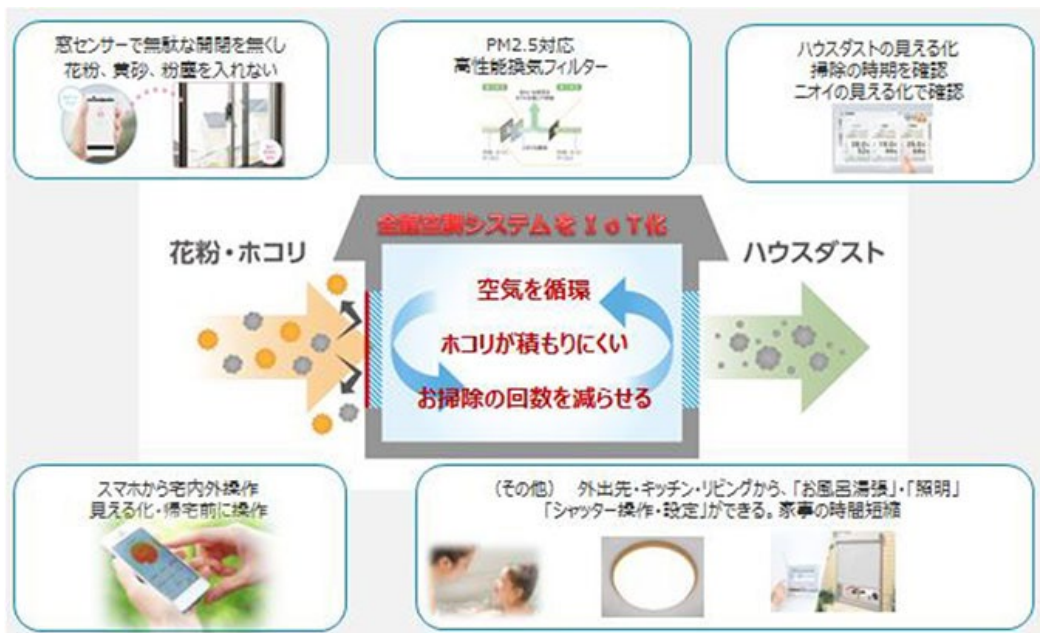 窓センサーで無駄な開閉を無くし
花粉、黄砂、粉塵を入れない
PM2.5対応
高性能換気フィルター
ハウスダストの見える化
掃除の時期を確認
ニオイの見える化で確認
全館空調システムをIoT化
花粉・ホコリ
ハウスダスト
空気を循環
ホコリが積もりにくい
お掃除の回数を減らせる
スマホから宅内外操作
見える化・帰宅前に操作
(その他) 外出先・キッチン・リビングから、「お風呂湯張」・「照明」
「シャッター操作・設定」ができる。家事の時間短縮